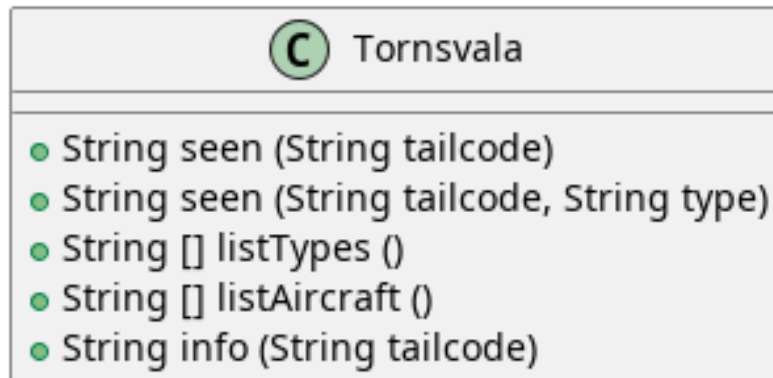 C Tornsvala
String seen (String tailcode)
String seen (String tailcode, String type)
String [] listTypes ()
String [] listAircraft ()
String info (String tailcode)